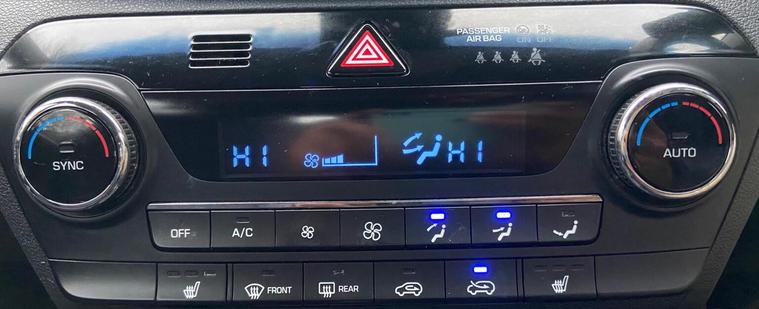 PASSENGER
AIR BAG ON OFF
SYNC
HI
HI
AUTO
OFF A/C
FRONT REAR